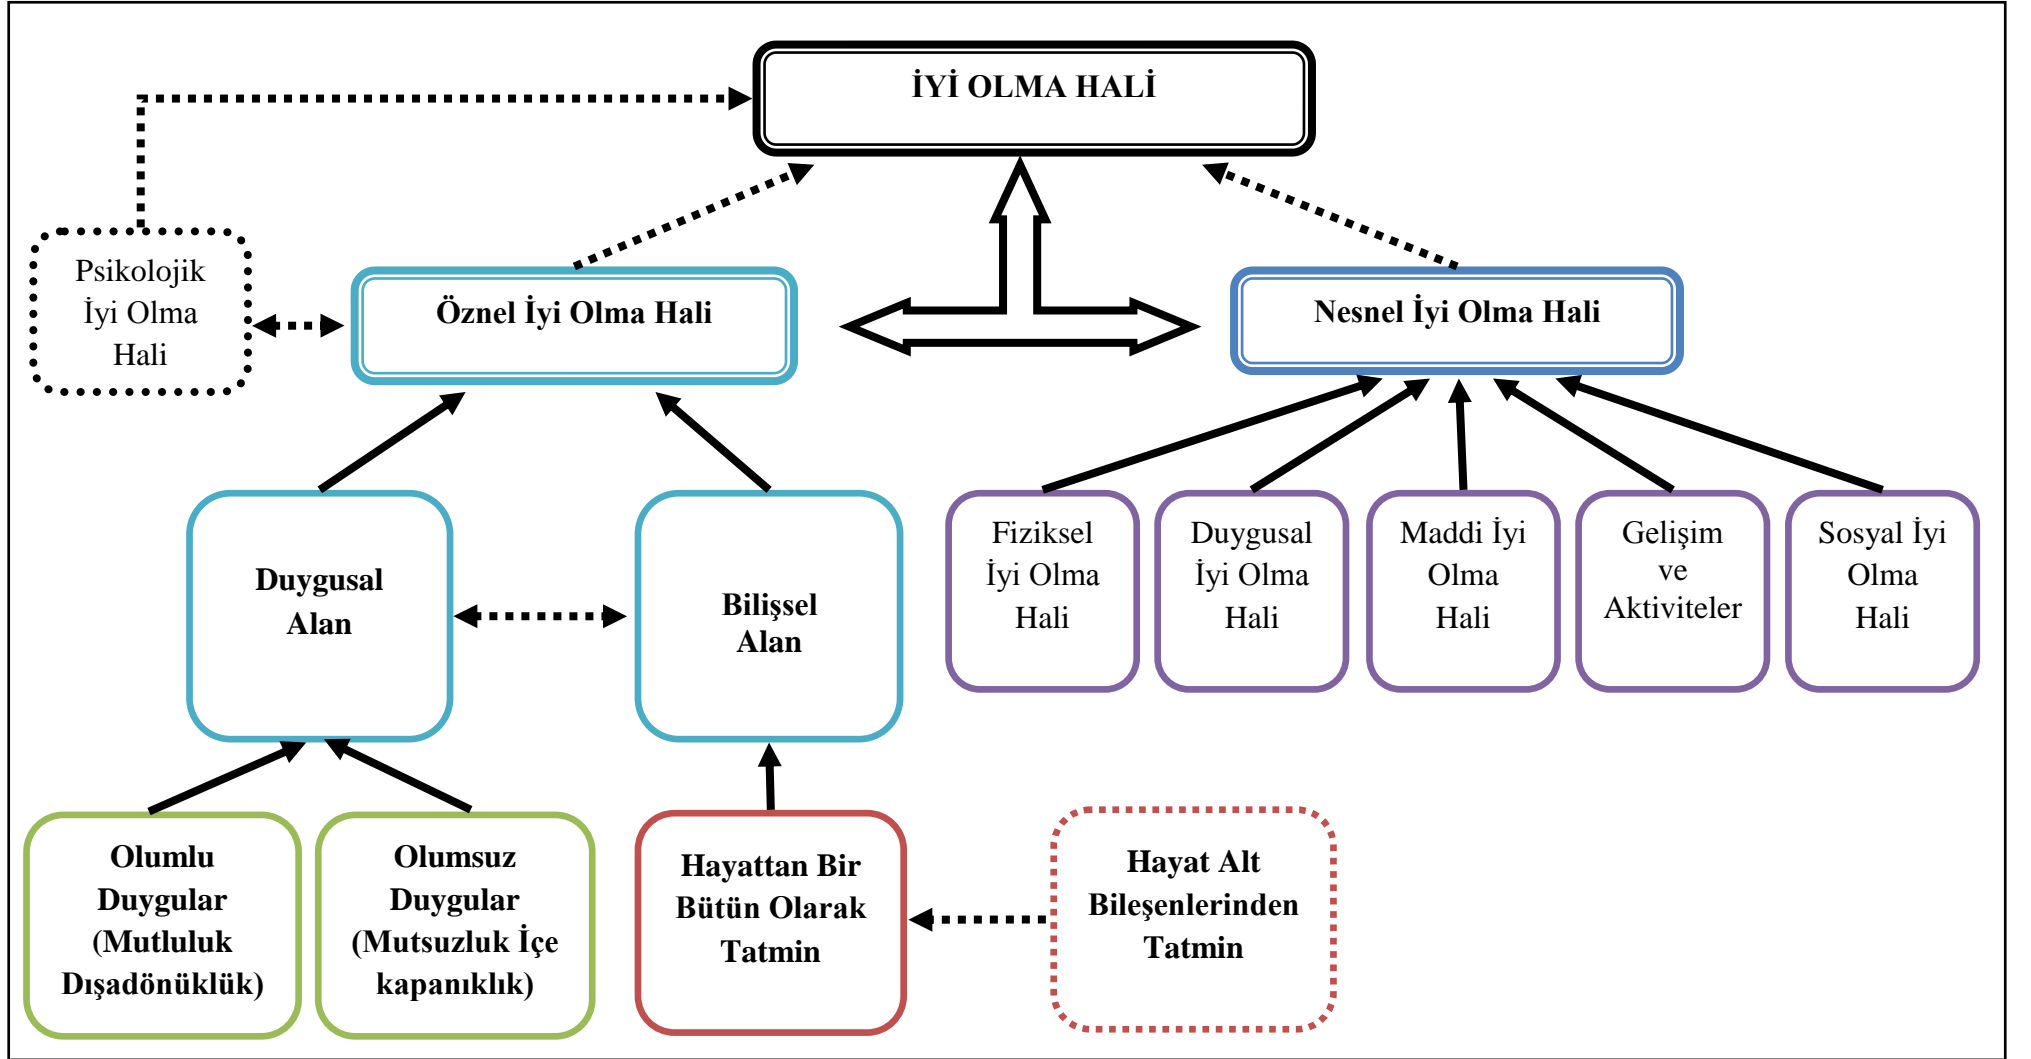 İYİ OLMA HALİ
Psikolojik
İyi Olma
Hali
Öznel İyi Olma Hali
Nesnel İyi Olma Hali
Duygusal
Alan
Bilişsel
Alan
Fiziksel
İyi Olma
Hali
Duygusal
İyi Olma
Hali
Maddi İyi
Olma
Hali
Gelişim
ve
Aktiviteler
Sosyal İyi
Olma
Hali
Olumlu
Duygular
(Mutluluk
Dışadönüklük)
Olumsuz
Duygular
(Mutsuzluk İçe
kapanıklık)
Hayattan Bir
Bütün Olarak
Tatmin
Hayat Alt
Bileşenlerinden
Tatmin